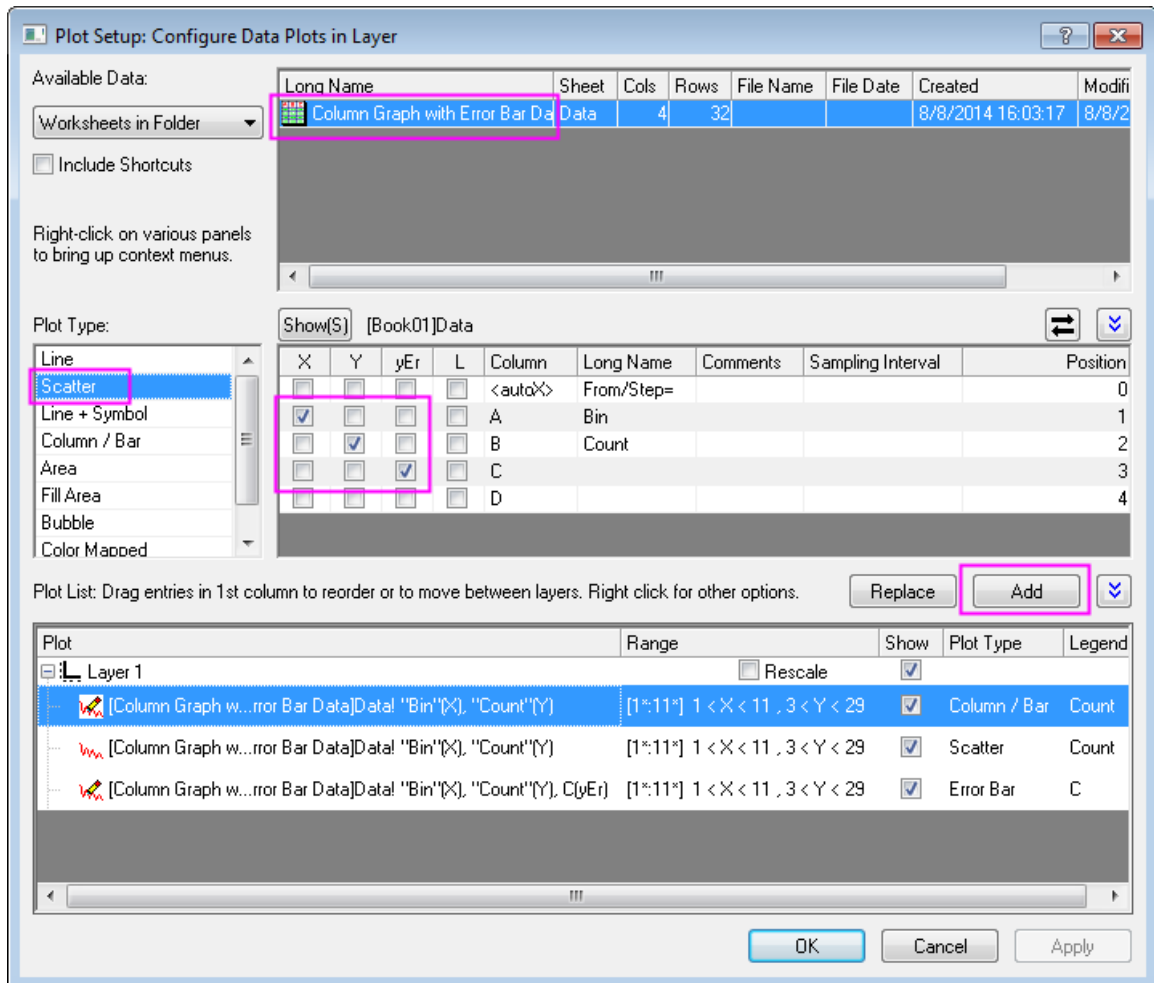 Plot Setup: Configure Data Plots in Layer
Available Data:
Worksheets in Folder
Include Shortcuts
Right-click on various panels
to bring up context menus.
Long Name Sheet Cols Rows File Name File Date Created Modifi
Column Graph with Error Bar Da Data 4 32 8/8/2014 16:03:17 8/8/2
Plot Type:
Line
Scatter
Line + Symbol
Column / Bar
Area
Fill Area
Bubble
Color Mapped
Show(S) [Book01]Data
X Y yEr L Column Long Name Comments Sampling Interval Position
<autoX> From/Step= 0
A Bin 1
B Count 2
C 3
D 4
Plot List: Drag entries in 1st column to reorder or to move between layers. Right click for other options.
Replace
Add
Plot Range Show Plot Type Legend
Layer 1 Rescale
[Column Graph w...rror Bar Data]Data! "Bin"(X), "Count"(Y) [1*:11*] 1 < X < 11 , 3 < Y < 29 Column / Bar Count
[Column Graph w...rror Bar Data]Data! "Bin"(X), "Count"(Y) [1*:11*] 1 < X < 11 , 3 < Y < 29 Scatter Count
[Column Graph w...rror Bar Data]Data! "Bin"(X), "Count"(Y), C(yEr) [1*:11*] 1 < X < 11 , 3 < Y < 29 Error Bar C
OK
Cancel
Apply